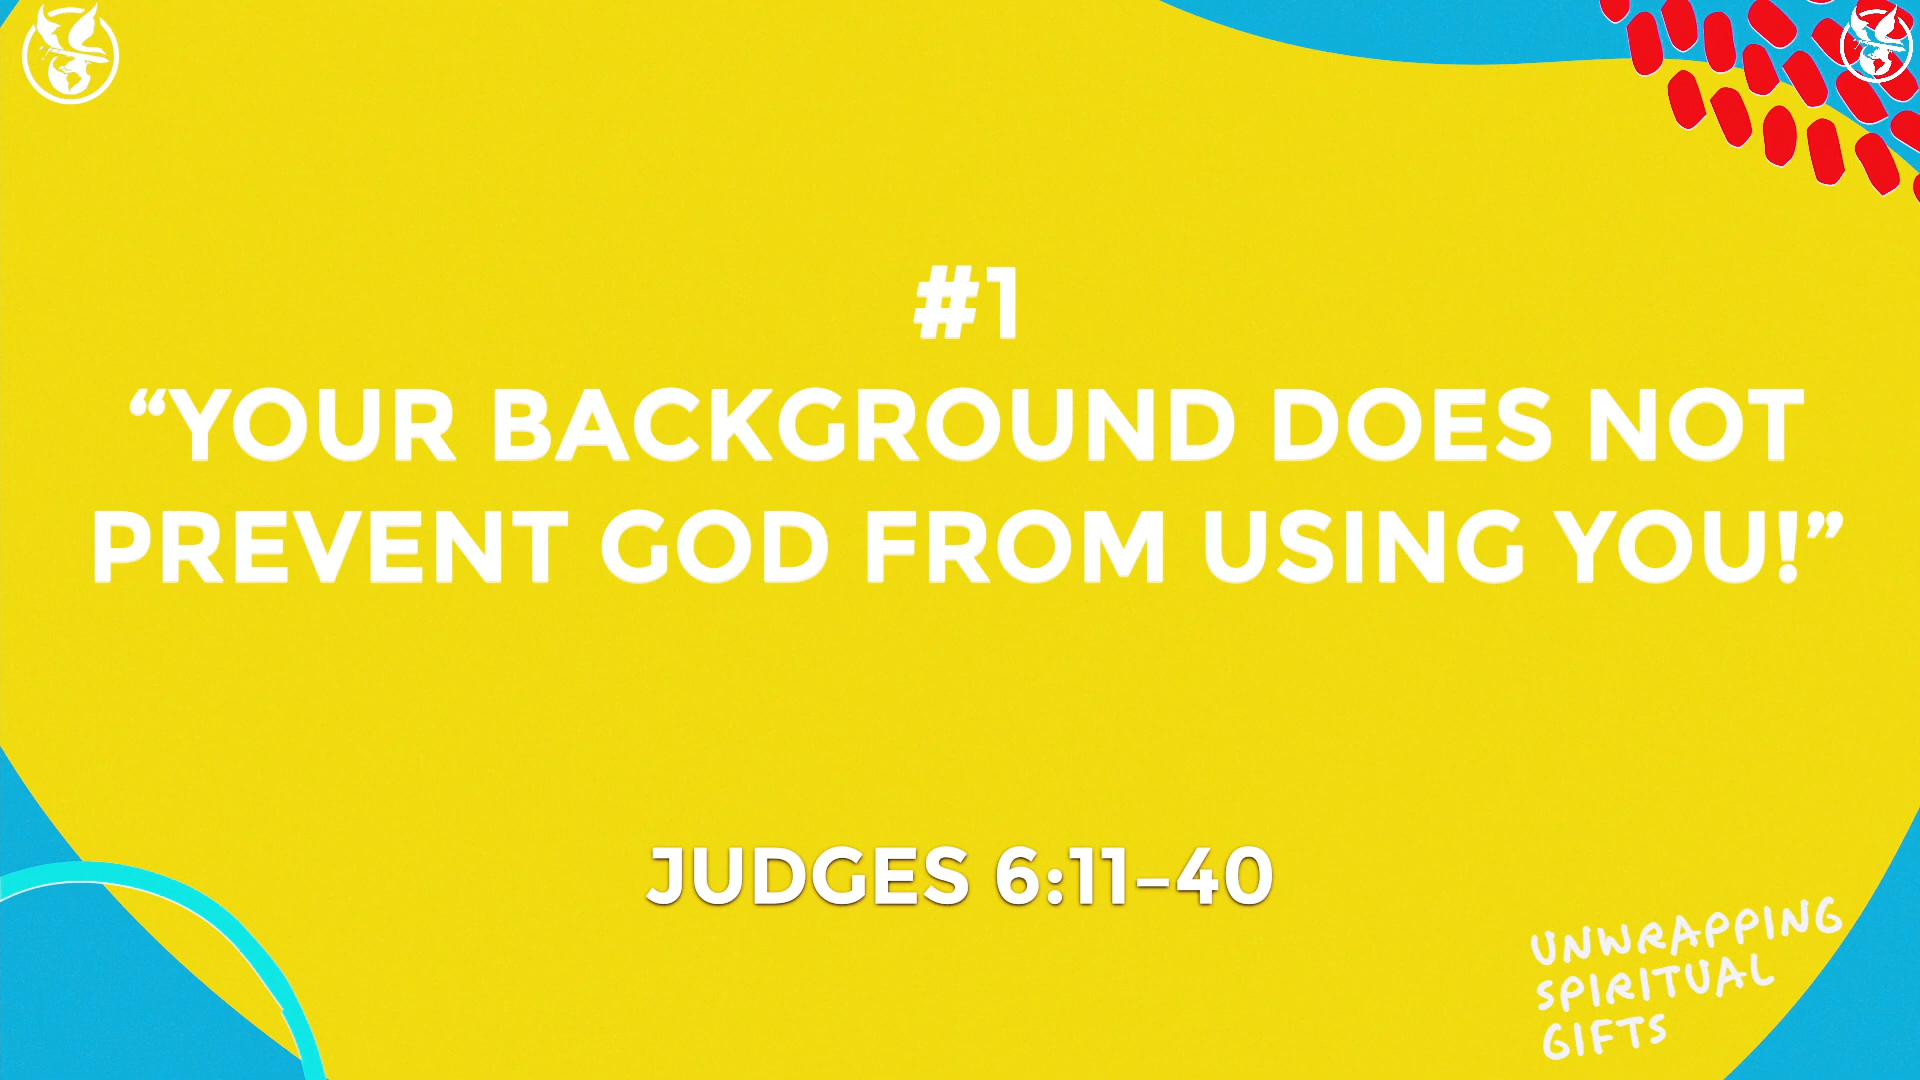 #1
“YOUR BACKGROUND DOES NOT
PREVENT GOD FROM USING YOU!”
JUDGES 6:11–40
UNWRAPPING
SPIRITUAL
GIFTS